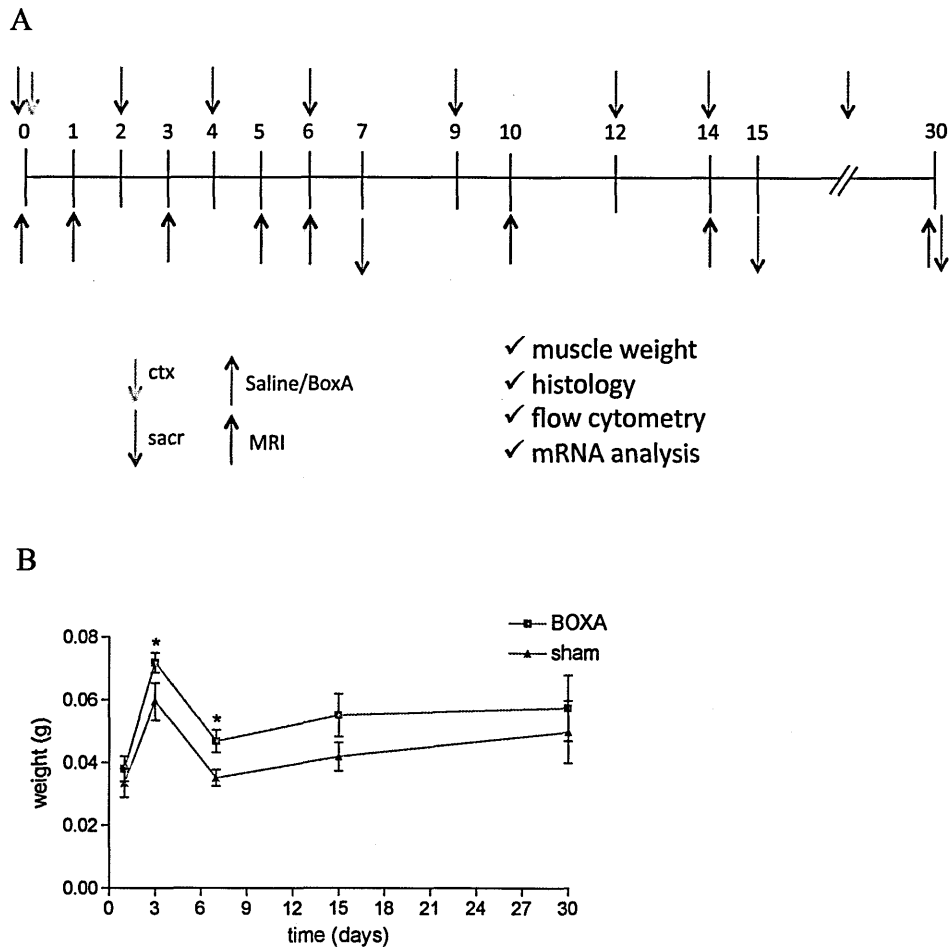 A
0 1 2 3 4 5 6 7 9 10 12 14 15 30
ctx
Saline/BoxA
sacr
MRI
✓ muscle weight
✓ histology
✓ flow cytometry
✓ mRNA analysis
B
BOXA
sham
0.08
0.06
0.04
0.02
0.00
weight (g)
* *
0 3 6 9 12 15 18 21 24 27 30
time (days)